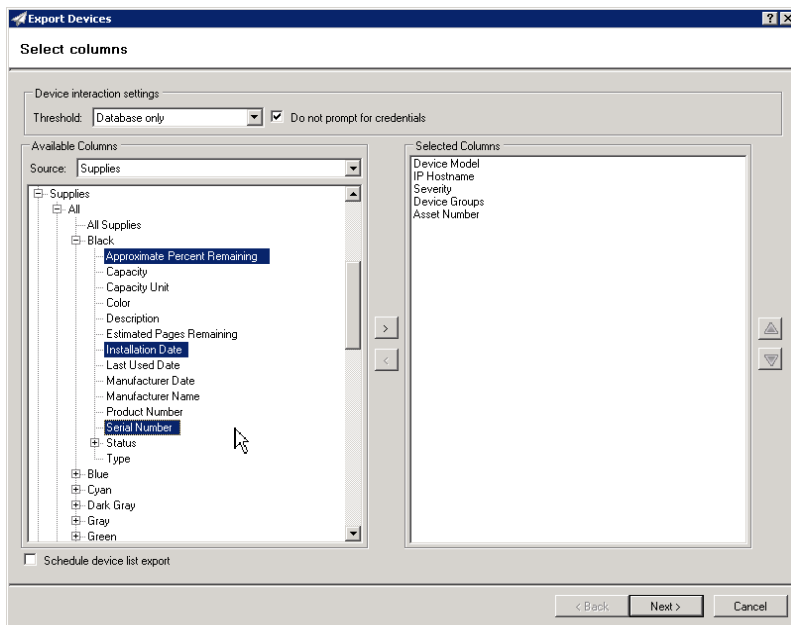 Export Devices
Select columns
Device interaction settings
Threshold: Database only Do not prompt for credentials
Available Columns
Source: Supplies
Supplies
All
All Supplies
Black
Approximate Percent Remaining
Capacity
Capacity Unit
Color
Description
Estimated Pages Remaining
Installation Date
Last Used Date
Manufacturer Date
Manufacturer Name
Product Number
Serial Number
Status
Type
Blue
Cyan
Dark Gray
Gray
Green
Selected Columns
Device Model
IP Hostname
Severity
Device Groups
Asset Number
>
<
Schedule device list export
< Back Next > Cancel